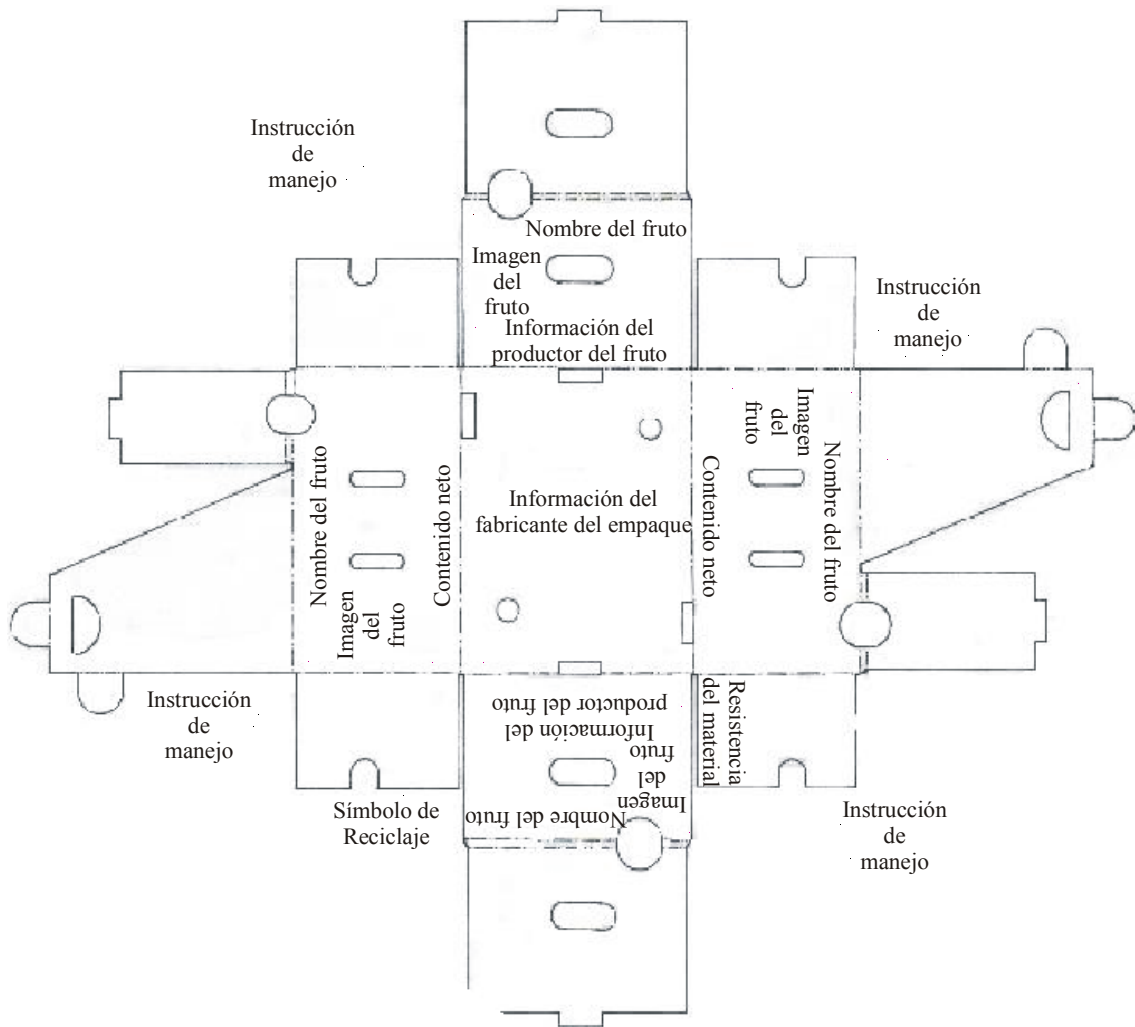 Instrucción
de
manejo
Nombre del fruto
Imagen
del
fruto
Información del
productor del fruto
Instrucción
de
manejo
Nombre del fruto
Imagen
del
fruto
Contenido neto
Información del
fabricante del empaque
Contenido neto
Imagen
del
fruto
Nombre del fruto
Instrucción
de
manejo
Información del
productor del fruto
Imagen
del
fruto
Nombre del fruto
Resistencia
del material
Símbolo de
Reciclaje
Instrucción
de
manejo